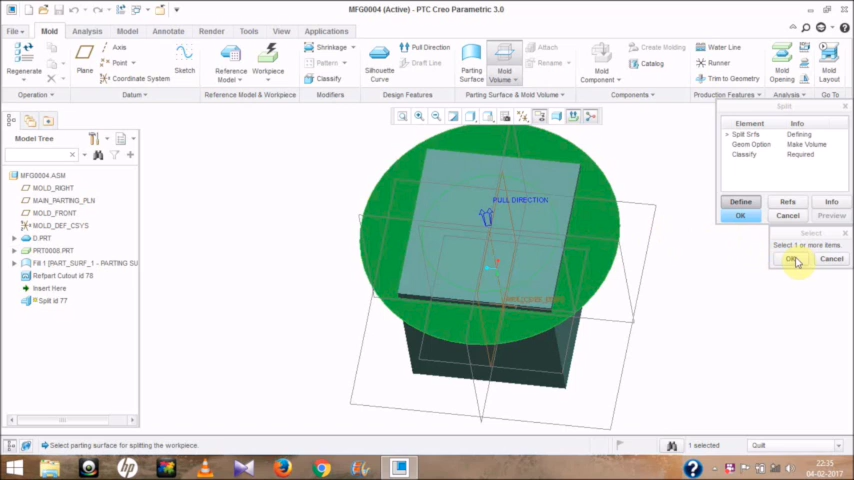 MFG0004 (Active) - PTC Creo Parametric 3.0
File
Mold
Analysis
Model
Annotate
Render
Tools
View
Applications
Regenerate
Operation
Plane
Axis
Point
Coordinate System
Sketch
Datum
Reference Model
Workpiece
Reference Model & Workpiece
Shrinkage
Pattern
Classify
Modifiers
Silhouette Curve
Pull Direction
Draft Line
Design Features
Parting Surface
Mold Volume
Attach
Rename
Parting Surface & Mold Volume
Mold Component
Create Molding
Catalog
Components
Water Line
Runner
Trim to Geometry
Production Features
Mold Opening
Analysis
Mold Layout
Go To
Model Tree
MFG0004.ASM
MOLD_RIGHT
MAIN_PARTING_PLN
MOLD_FRONT
MOLD_DEF_CSYS
D.PRT
PRT0008.PRT
Fill 1 [PART_SURF_1 - PARTING SU
Refpart Cutout id 78
Insert Here
Split id 77
PULL DIRECTION
Split
Element Info
Split Srfs Defining
Geom Option Make Volume
Classify Required
Define Refs Info
OK Cancel Preview
Select
Select 1 or more items.
OK Cancel
Select parting surface for splitting the workpiece.
1 selected
Quilt
22:35
04-02-2017